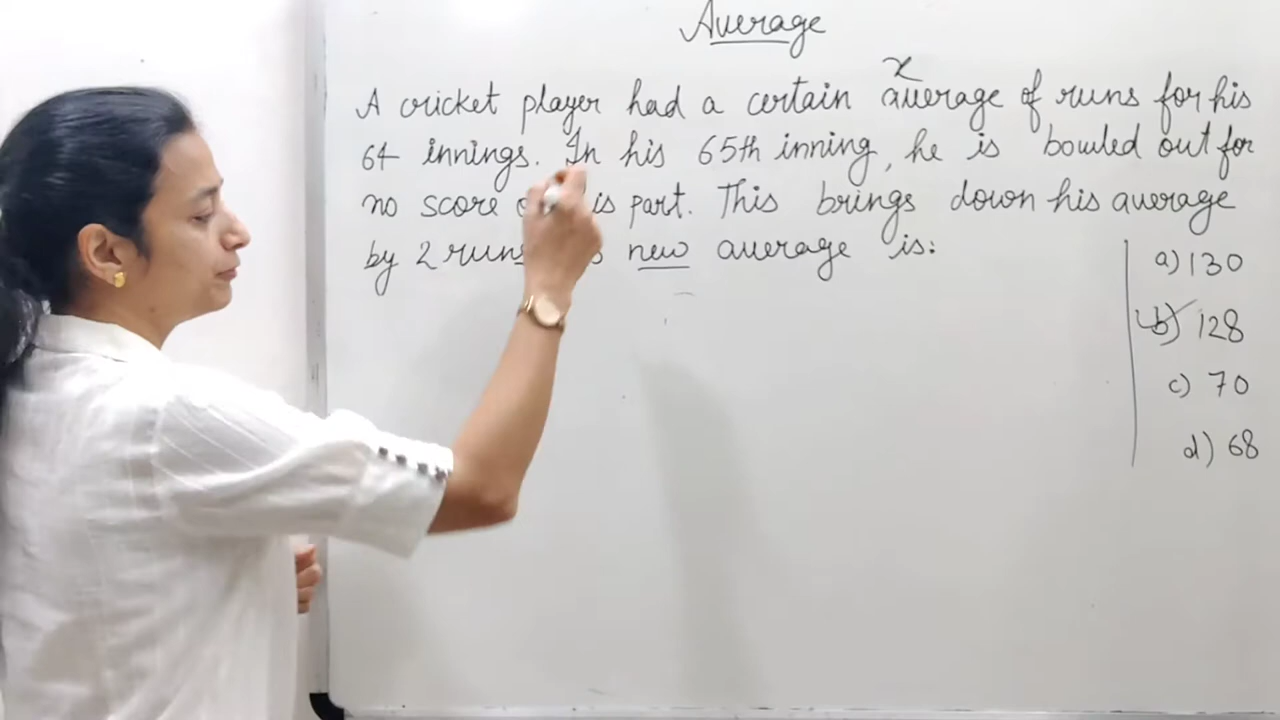 Average
x
A cricket player had a certain average of runs for his
64 innings. In his 65th inning, he is bowled out for
no score is part. This brings down his average
by 2 runs new average is:
a) 130
b) 128
c) 70
d) 68